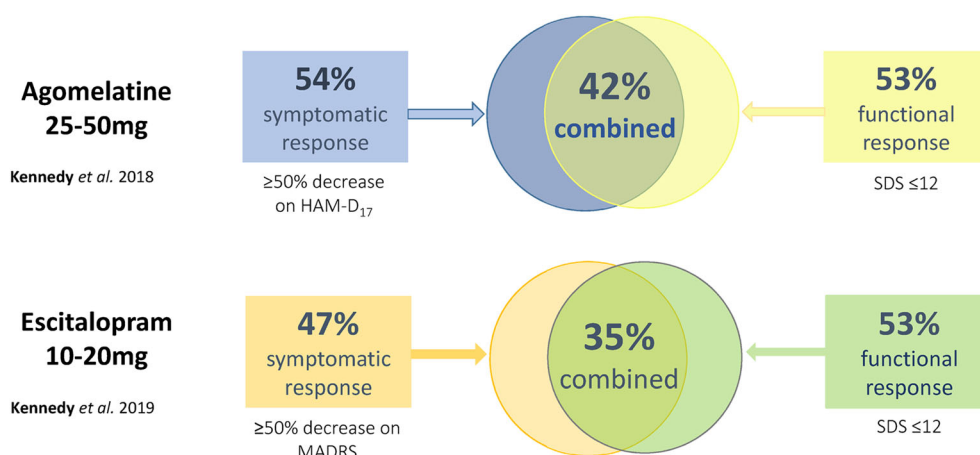 Agomelatine
25-50mg
Kennedy et al. 2018
54%
symptomatic
response
≥50% decrease
on HAM-D₁₇
42%
combined
53%
functional
response
SDS ≤12
Escitalopram
10-20mg
Kennedy et al. 2019
47%
symptomatic
response
≥50% decrease on
MADRS
35%
combined
53%
functional
response
SDS ≤12